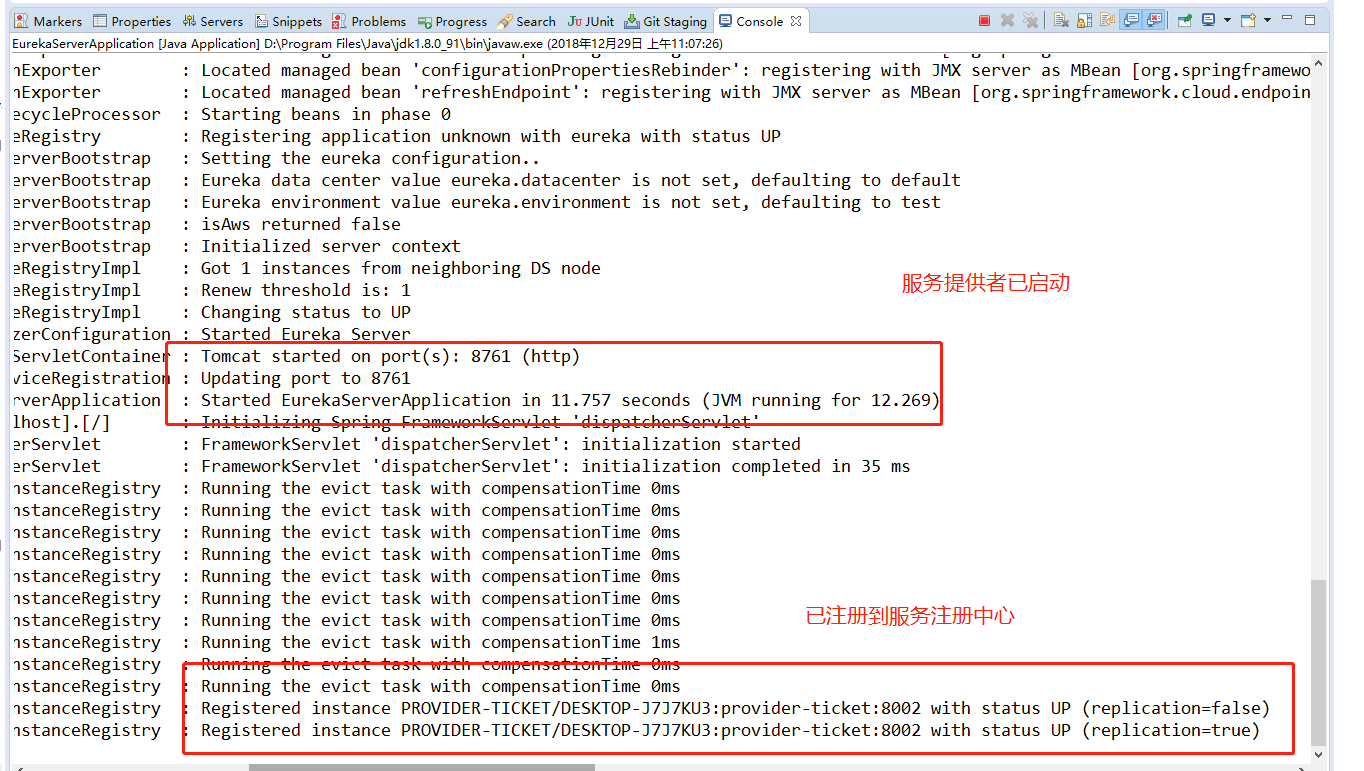 Markers Properties Servers Snippets Problems Progress Search JUnit Git Staging Console
EurekaServerApplication [Java Application] D:\Program Files\Java\jdk1.8.0_91\bin\javaw.exe (2018年12月29日 上午11:07:26)
nExporter : Located managed bean 'configurationPropertiesRebinder': registering with JMX server as MBean [org.springframewo
nExporter : Located managed bean 'refreshEndpoint': registering with JMX server as MBean [org.springframework.cloud.endpoin
ecycleProcessor : Starting beans in phase 0
eRegistry : Registering application unknown with eureka with status UP
erverBootstrap : Setting the eureka configuration..
erverBootstrap : Eureka data center value eureka.datacenter is not set, defaulting to default
erverBootstrap : Eureka environment value eureka.environment is not set, defaulting to test
erverBootstrap : isAws returned false
erverBootstrap : Initialized server context
eRegistryImpl : Got 1 instances from neighboring DS node
服务提供者已启动
eRegistryImpl : Renew threshold is: 1
eRegistryImpl : Changing status to UP
zerConfiguration : Started Eureka Server
ServletContainer : Tomcat started on port(s): 8761 (http)
viceRegistration : Updating port to 8761
rverApplication : Started EurekaServerApplication in 11.757 seconds (JVM running for 12.269)
lhost].[/] : Initializing Spring FrameworkServlet 'dispatcherServlet'
erServlet : FrameworkServlet 'dispatcherServlet': initialization started
erServlet : FrameworkServlet 'dispatcherServlet': initialization completed in 35 ms
nstanceRegistry : Running the evict task with compensationTime 0ms
nstanceRegistry : Running the evict task with compensationTime 0ms
nstanceRegistry : Running the evict task with compensationTime 0ms
nstanceRegistry : Running the evict task with compensationTime 0ms
nstanceRegistry : Running the evict task with compensationTime 0ms
nstanceRegistry : Running the evict task with compensationTime 0ms
nstanceRegistry : Running the evict task with compensationTime 0ms
已注册到服务注册中心
nstanceRegistry : Running the evict task with compensationTime 1ms
nstanceRegistry : Running the evict task with compensationTime 0ms
nstanceRegistry : Running the evict task with compensationTime 0ms
nstanceRegistry : Registered instance PROVIDER-TICKET/DESKTOP-J7J7KU3:provider-ticket:8002 with status UP (replication=false)
nstanceRegistry : Registered instance PROVIDER-TICKET/DESKTOP-J7J7KU3:provider-ticket:8002 with status UP (replication=true)